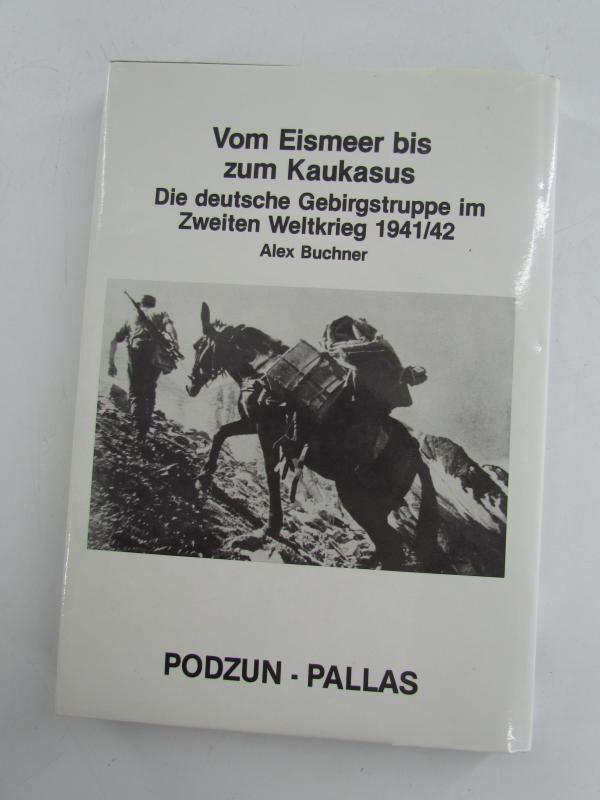 Vom Eismeer bis
zum Kaukasus
Die deutsche Gebirgstruppe im
Zweiten Weltkrieg 1941/42
Alex Buchner
PODZUN - PALLAS